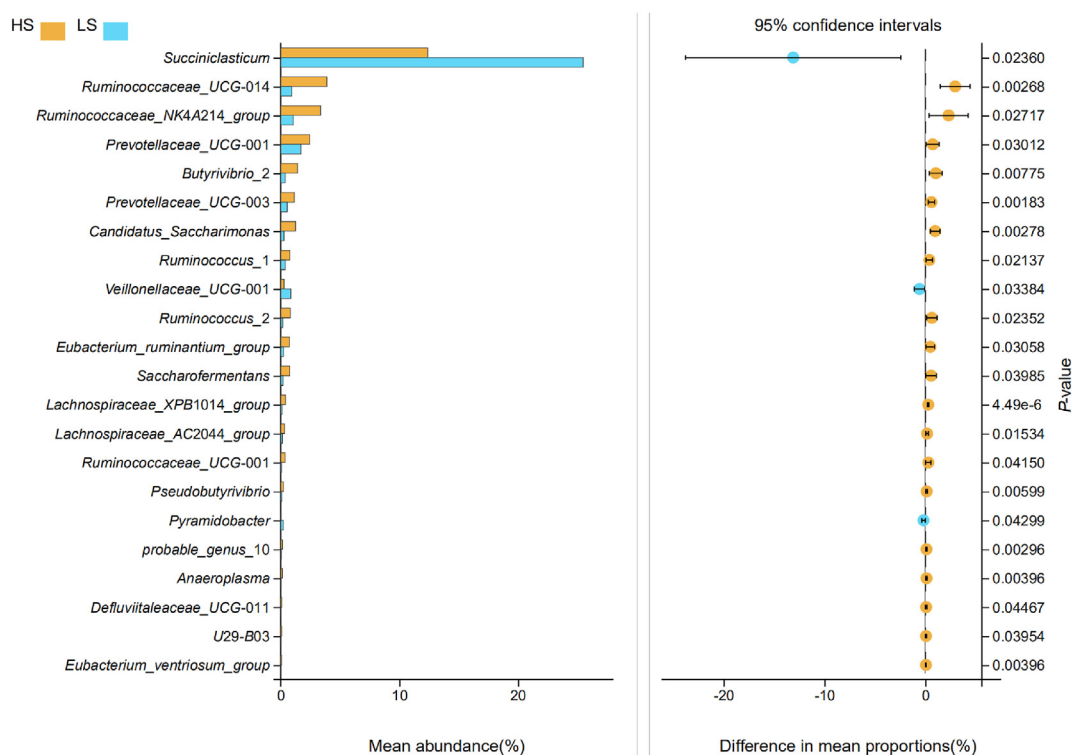 HS LS
95% confidence intervals
Succiniclasticum 0.02360
Ruminococcaceae_UCG-014 0.00268
Ruminococcaceae_NK4A214_group 0.02717
Prevotellaceae_UCG-001 0.03012
Butyrivibrio_2 0.00775
Prevotellaceae_UCG-003 0.00183
Candidatus_Saccharimonas 0.00278
Ruminococcus_1 0.02137
Veillonellaceae_UCG-001 0.03384
Ruminococcus_2 0.02352
Eubacterium_ruminantium_group 0.03058
Saccharofermentans 0.03985
Lachnospiraceae_XPB1014_group 4.49e-6
Lachnospiraceae_AC2044_group 0.01534
Ruminococcaceae_UCG-001 0.04150
Pseudobutyrivibrio 0.00599
Pyramidobacter 0.04299
probable_genus_10 0.00296
Anaeroplasma 0.00396
Defluviitaleaceae_UCG-011 0.04467
U29-B03 0.03954
Eubacterium_ventriosum_group 0.00396
P-value
0 10 20 -20 -10 0
Mean abundance(%) Difference in mean proportions(%)